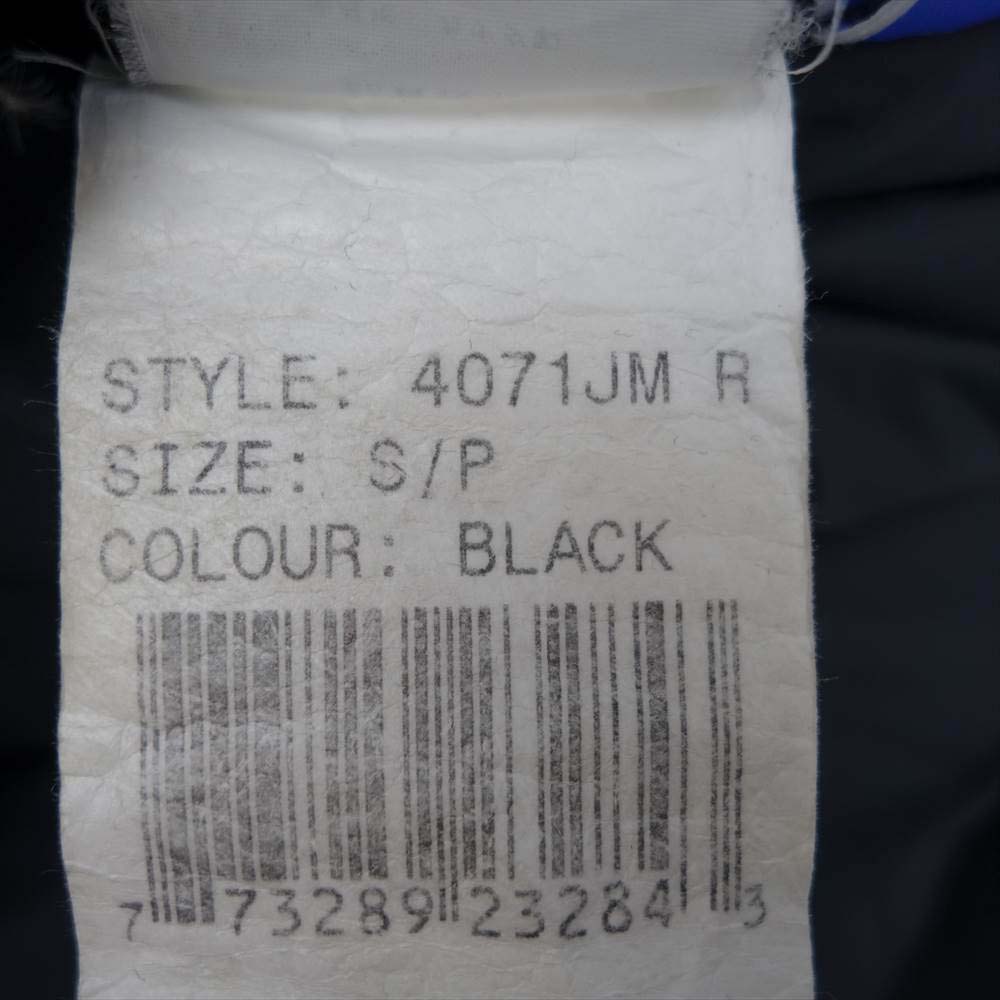 STYLE: 4071JM R
SIZE: S/P
COLOUR: BLACK
7 73289 23284 3